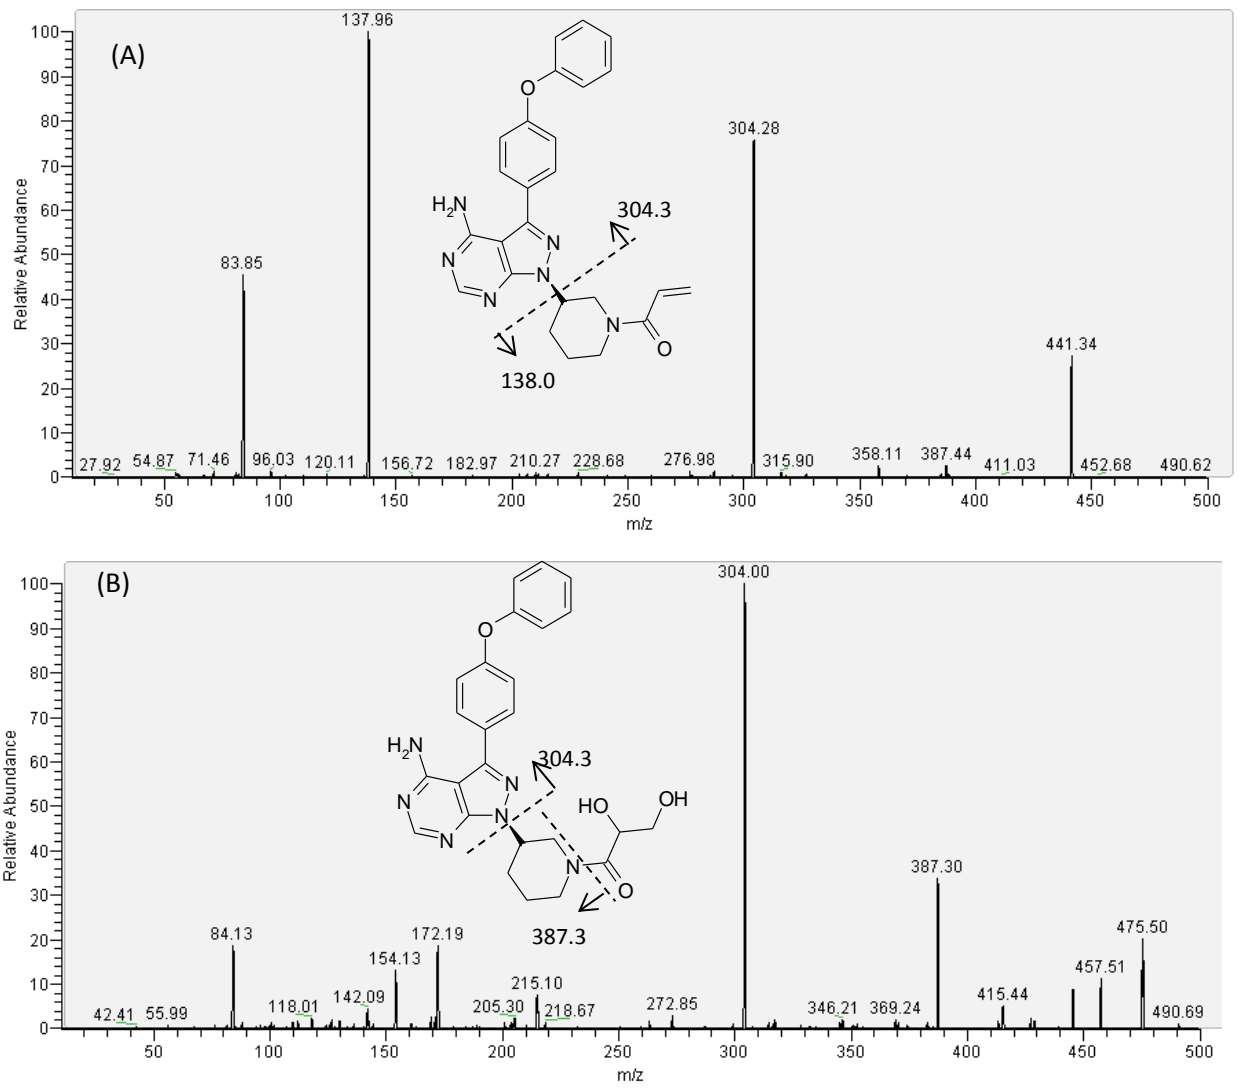 (A)
Relative Abundance
100
90
80
70
60
50
40
30
20
10
0
137.96
304.28
83.85
441.34
27.92
54.87
71.46
96.03
120.11
156.72
182.97
210.27
228.68
276.98
315.90
358.11
387.44
411.03
452.68
490.62
O
H2N
N
N
N
N
N
O
304.3
138.0
50 100 150 200 250 300 350 400 450 500
m/z
(B)
Relative Abundance
100
90
80
70
60
50
40
30
20
10
0
304.00
387.30
475.50
457.51
415.44
84.13
172.19
154.13
215.10
142.09
118.01
42.41
55.99
205.30
218.67
272.85
346.21
369.24
490.69
O
H2N
N
N
N
N
N
HO
OH
O
304.3
387.3
50 100 150 200 250 300 350 400 450 500
m/z